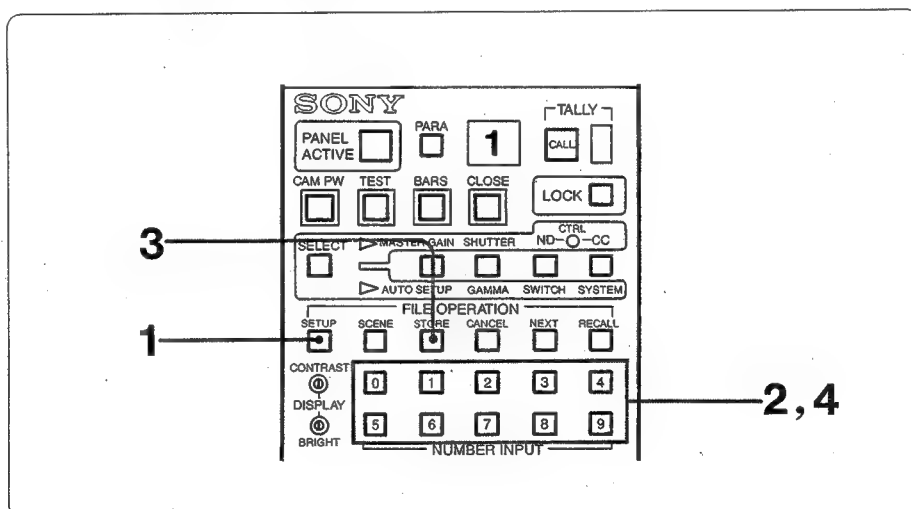 SONY
TALLY
PANEL ACTIVE
PARA
1
CALL
CAM PW TEST BARS CLOSE
LOCK
CTRL
ND CC
3
SELECT
MASTER GAIN SHUTTER
AUTO SETUP GAMMA SWITCH SYSTEM
FILE OPERATION
SETUP SCENE STORE CANCEL NEXT RECALL
1
CONTRAST
0 1 2 3 4
DISPLAY
2, 4
5 6 7 8 9
BRIGHT
NUMBER INPUT